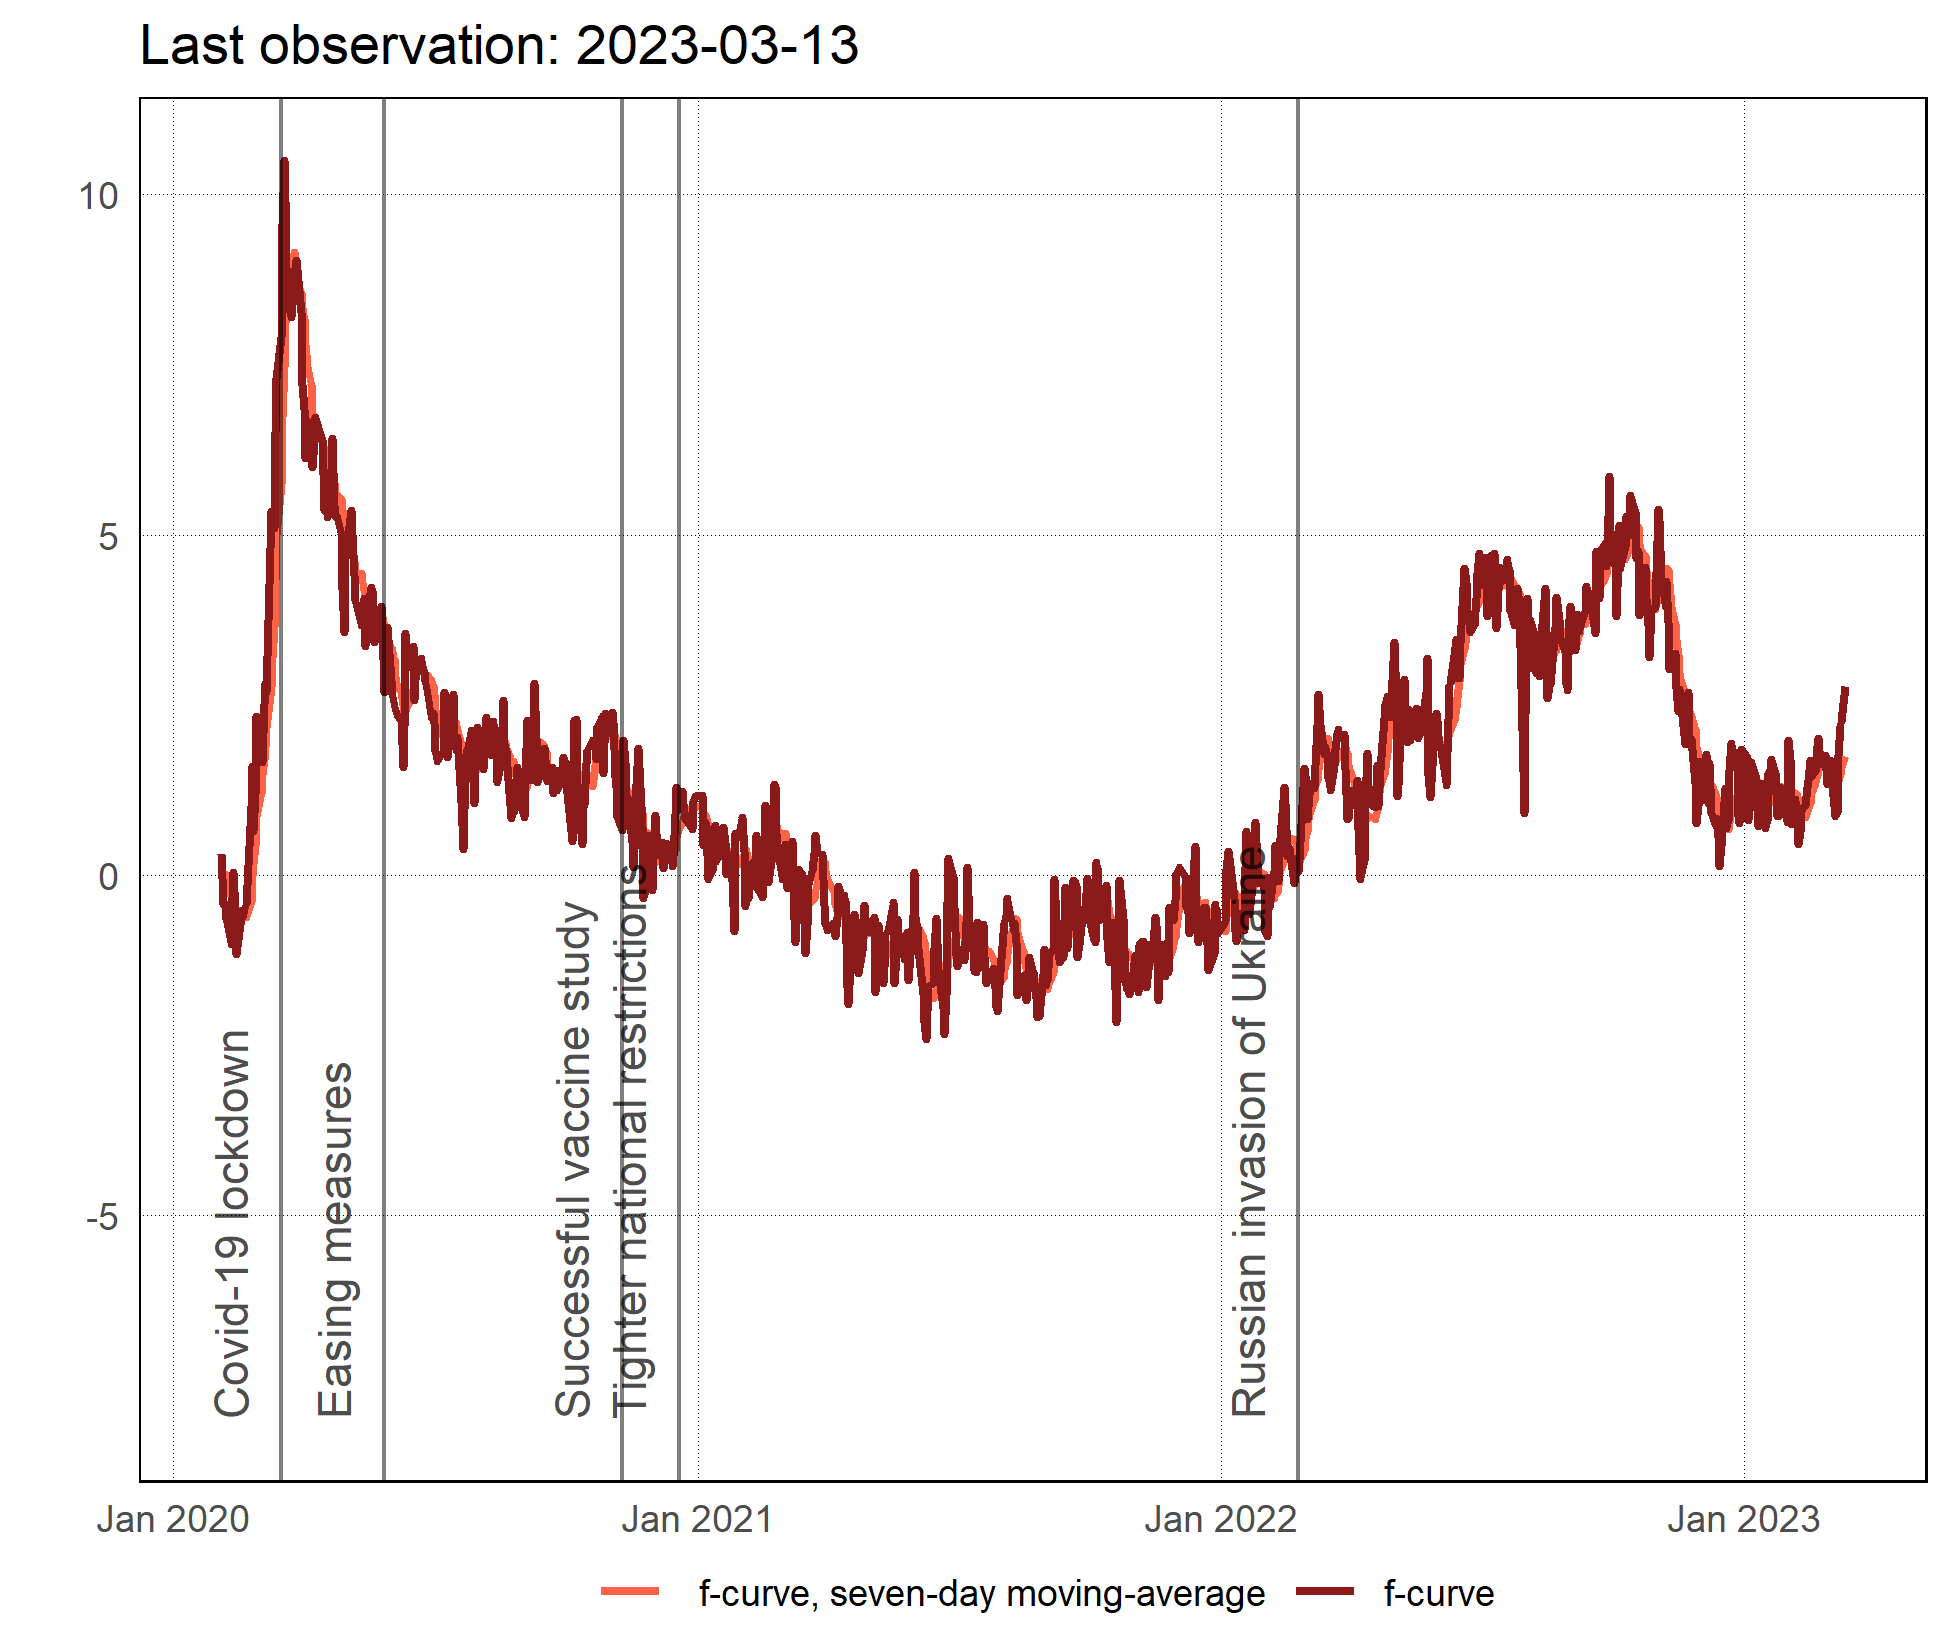 Last observation: 2023-03-13
10
5
0
-5
Covid-19 lockdown
Easing measures
Successful vaccine study
Tighter national restrictions
Russian invasion of Ukraine
Jan 2020
Jan 2021
Jan 2022
Jan 2023
f-curve, seven-day moving-average
f-curve